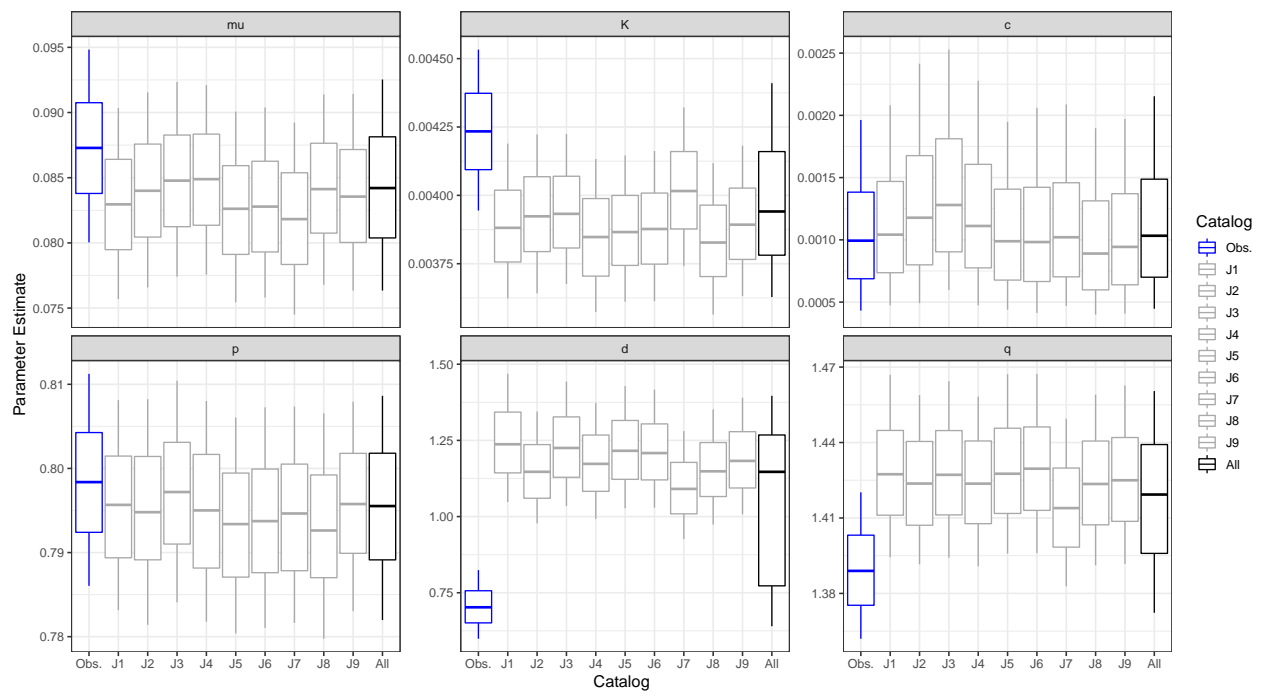 mu
K
c
0.095
0.090
0.085
0.080
0.075
0.00450
0.00425
0.00400
0.00375
0.0025
0.0020
0.0015
0.0010
0.0005
p
d
q
0.81
0.80
0.79
0.78
1.50
1.25
1.00
0.75
1.47
1.44
1.41
1.38
Obs. J1 J2 J3 J4 J5 J6 J7 J8 J9 All
Obs. J1 J2 J3 J4 J5 J6 J7 J8 J9 All
Obs. J1 J2 J3 J4 J5 J6 J7 J8 J9 All
Parameter Estimate
Catalog
Catalog
Obs.
J1
J2
J3
J4
J5
J6
J7
J8
J9
All